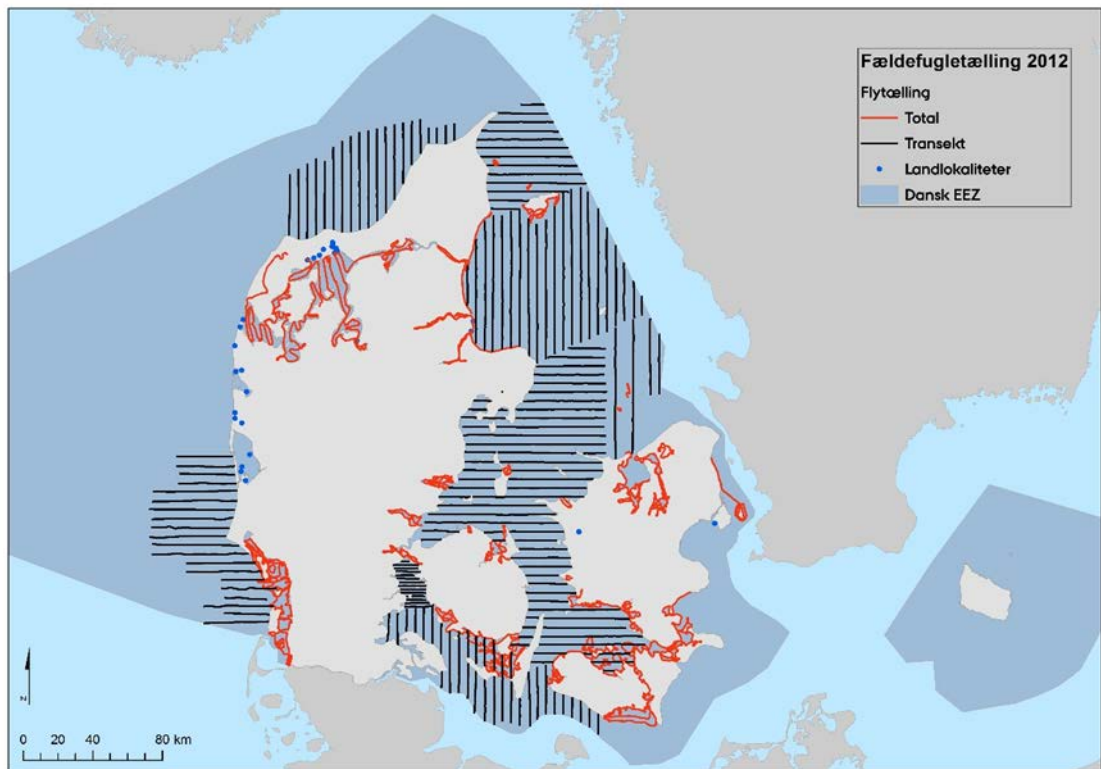 Fældefugletælling 2012
Flytælling
Total
Transekt
Landlokaliteter
Dansk EEZ
N
0 20 40 80 km